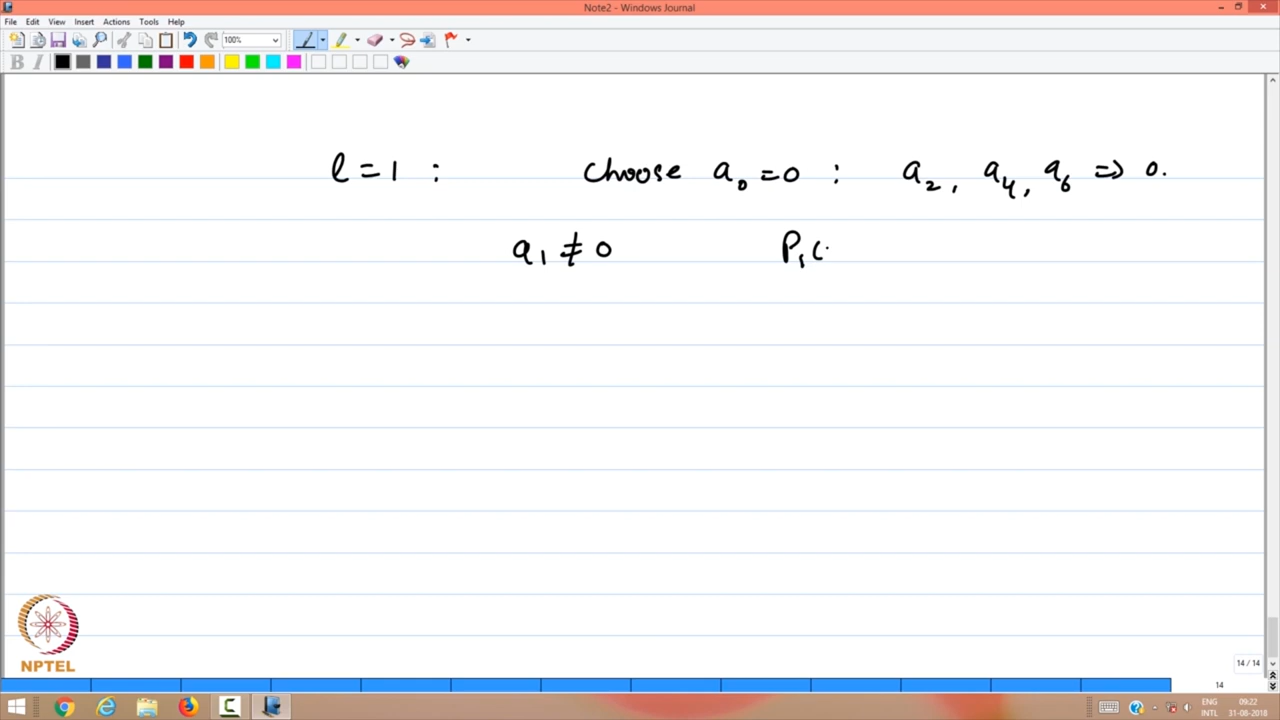 Note2 - Windows Journal
File Edit View Insert Actions Tools Help
100%
B I
l = 1 : choose a₀ = 0 : a₂, a₄, a₆ ⇒ 0.
a₁ ≠ 0 P₁(
NPTEL
14 / 14
14
ENG 09:22
INTL 31-08-2018